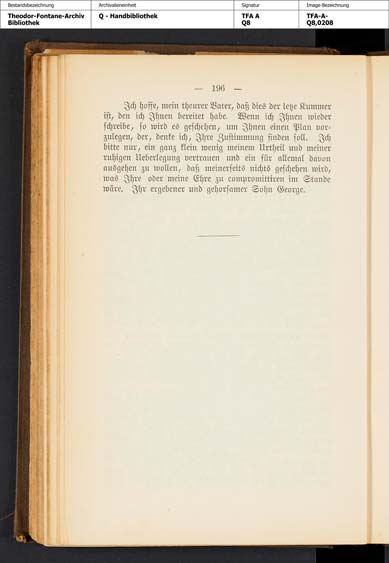 Bestandsbezeichnung Archivalieneinheit Signatur Image-Bezeichnung
Theodor-Fontane-Archiv Q - Handbibliothek TFA A TFA-A-
Bibliothek Q8 Q8,0208
— 196 —
Ich hoffe, mein theurer Vater, daß dies der letzte Kummer
ist, den ich Ihnen bereitet habe. Wenn ich Ihnen wieder
schreibe, so wird es geschehen, um Ihnen einen Plan vor-
zulegen, der, denke ich, Ihre Zustimmung finden soll. Ich
bitte nur, ein ganz klein wenig meinem Urtheil und meiner
ruhigen Ueberlegung vertrauen und ein für allemal davon
ausgehen zu wollen, daß meinerseits nichts geschehen wird,
was Ihre oder meine Ehre zu compromittiren im Stande
wäre. Ihr ergebener und gehorsamer Sohn George.